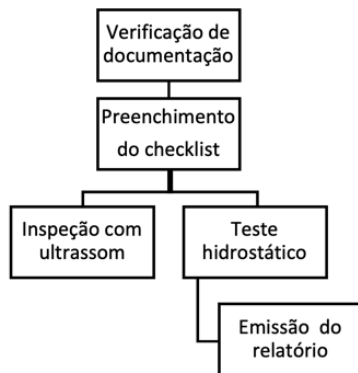 Verificação de
documentação
Preenchimento
do checklist
Inspeção com
ultrassom
Teste
hidrostático
Emissão do
relatório